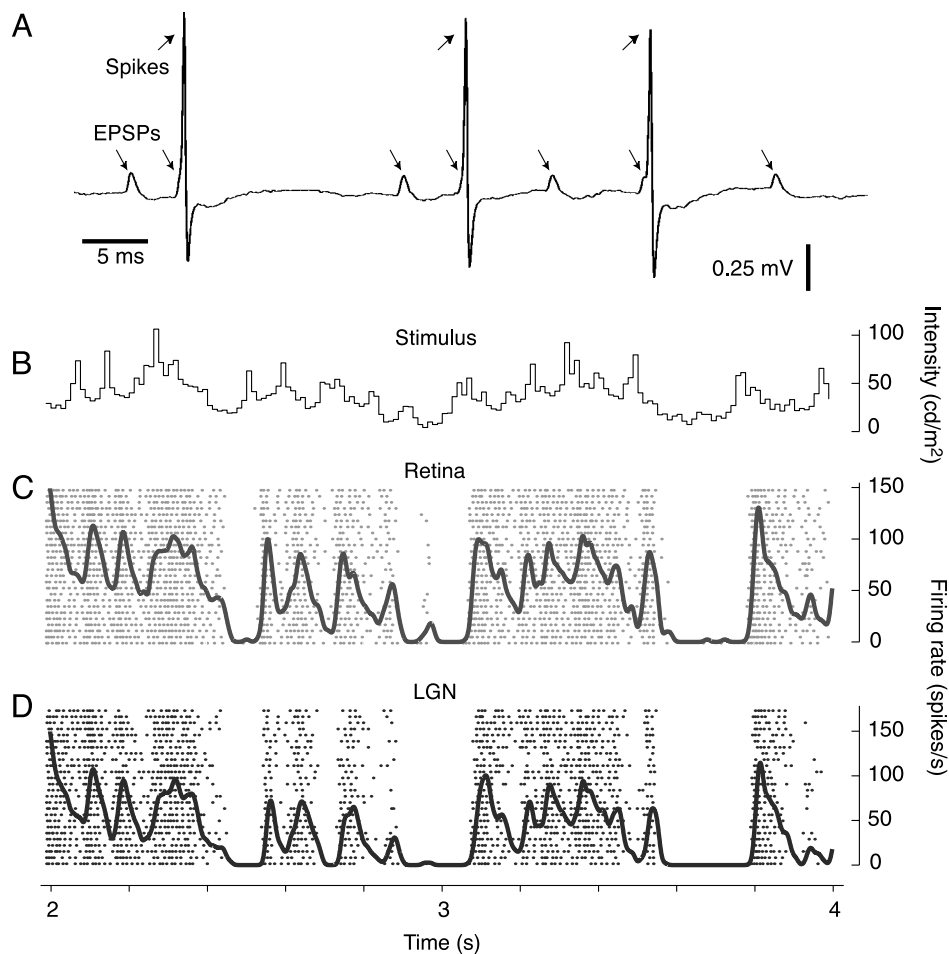 A
Spikes
EPSPs
5 ms
0.25 mV
B
Stimulus
100
50
0
Intensity (cd/m²)
C
Retina
150
100
50
0
Firing rate (spikes/s)
D
LGN
150
100
50
0
2
3
4
Time (s)